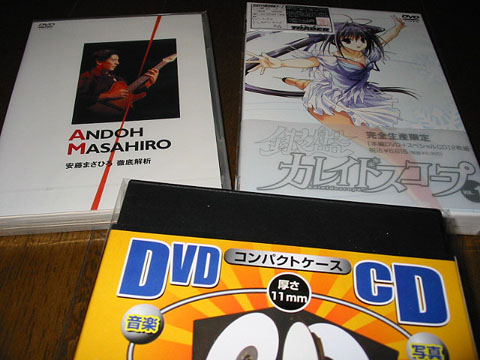 DVD
ANDOH
MASAHIRO
安藤まさひろ 徹底解析
DVD
完全生産限定
カレイドスコープ
DVD
コンパクトケース
CD
厚さ
11mm
音楽
写真